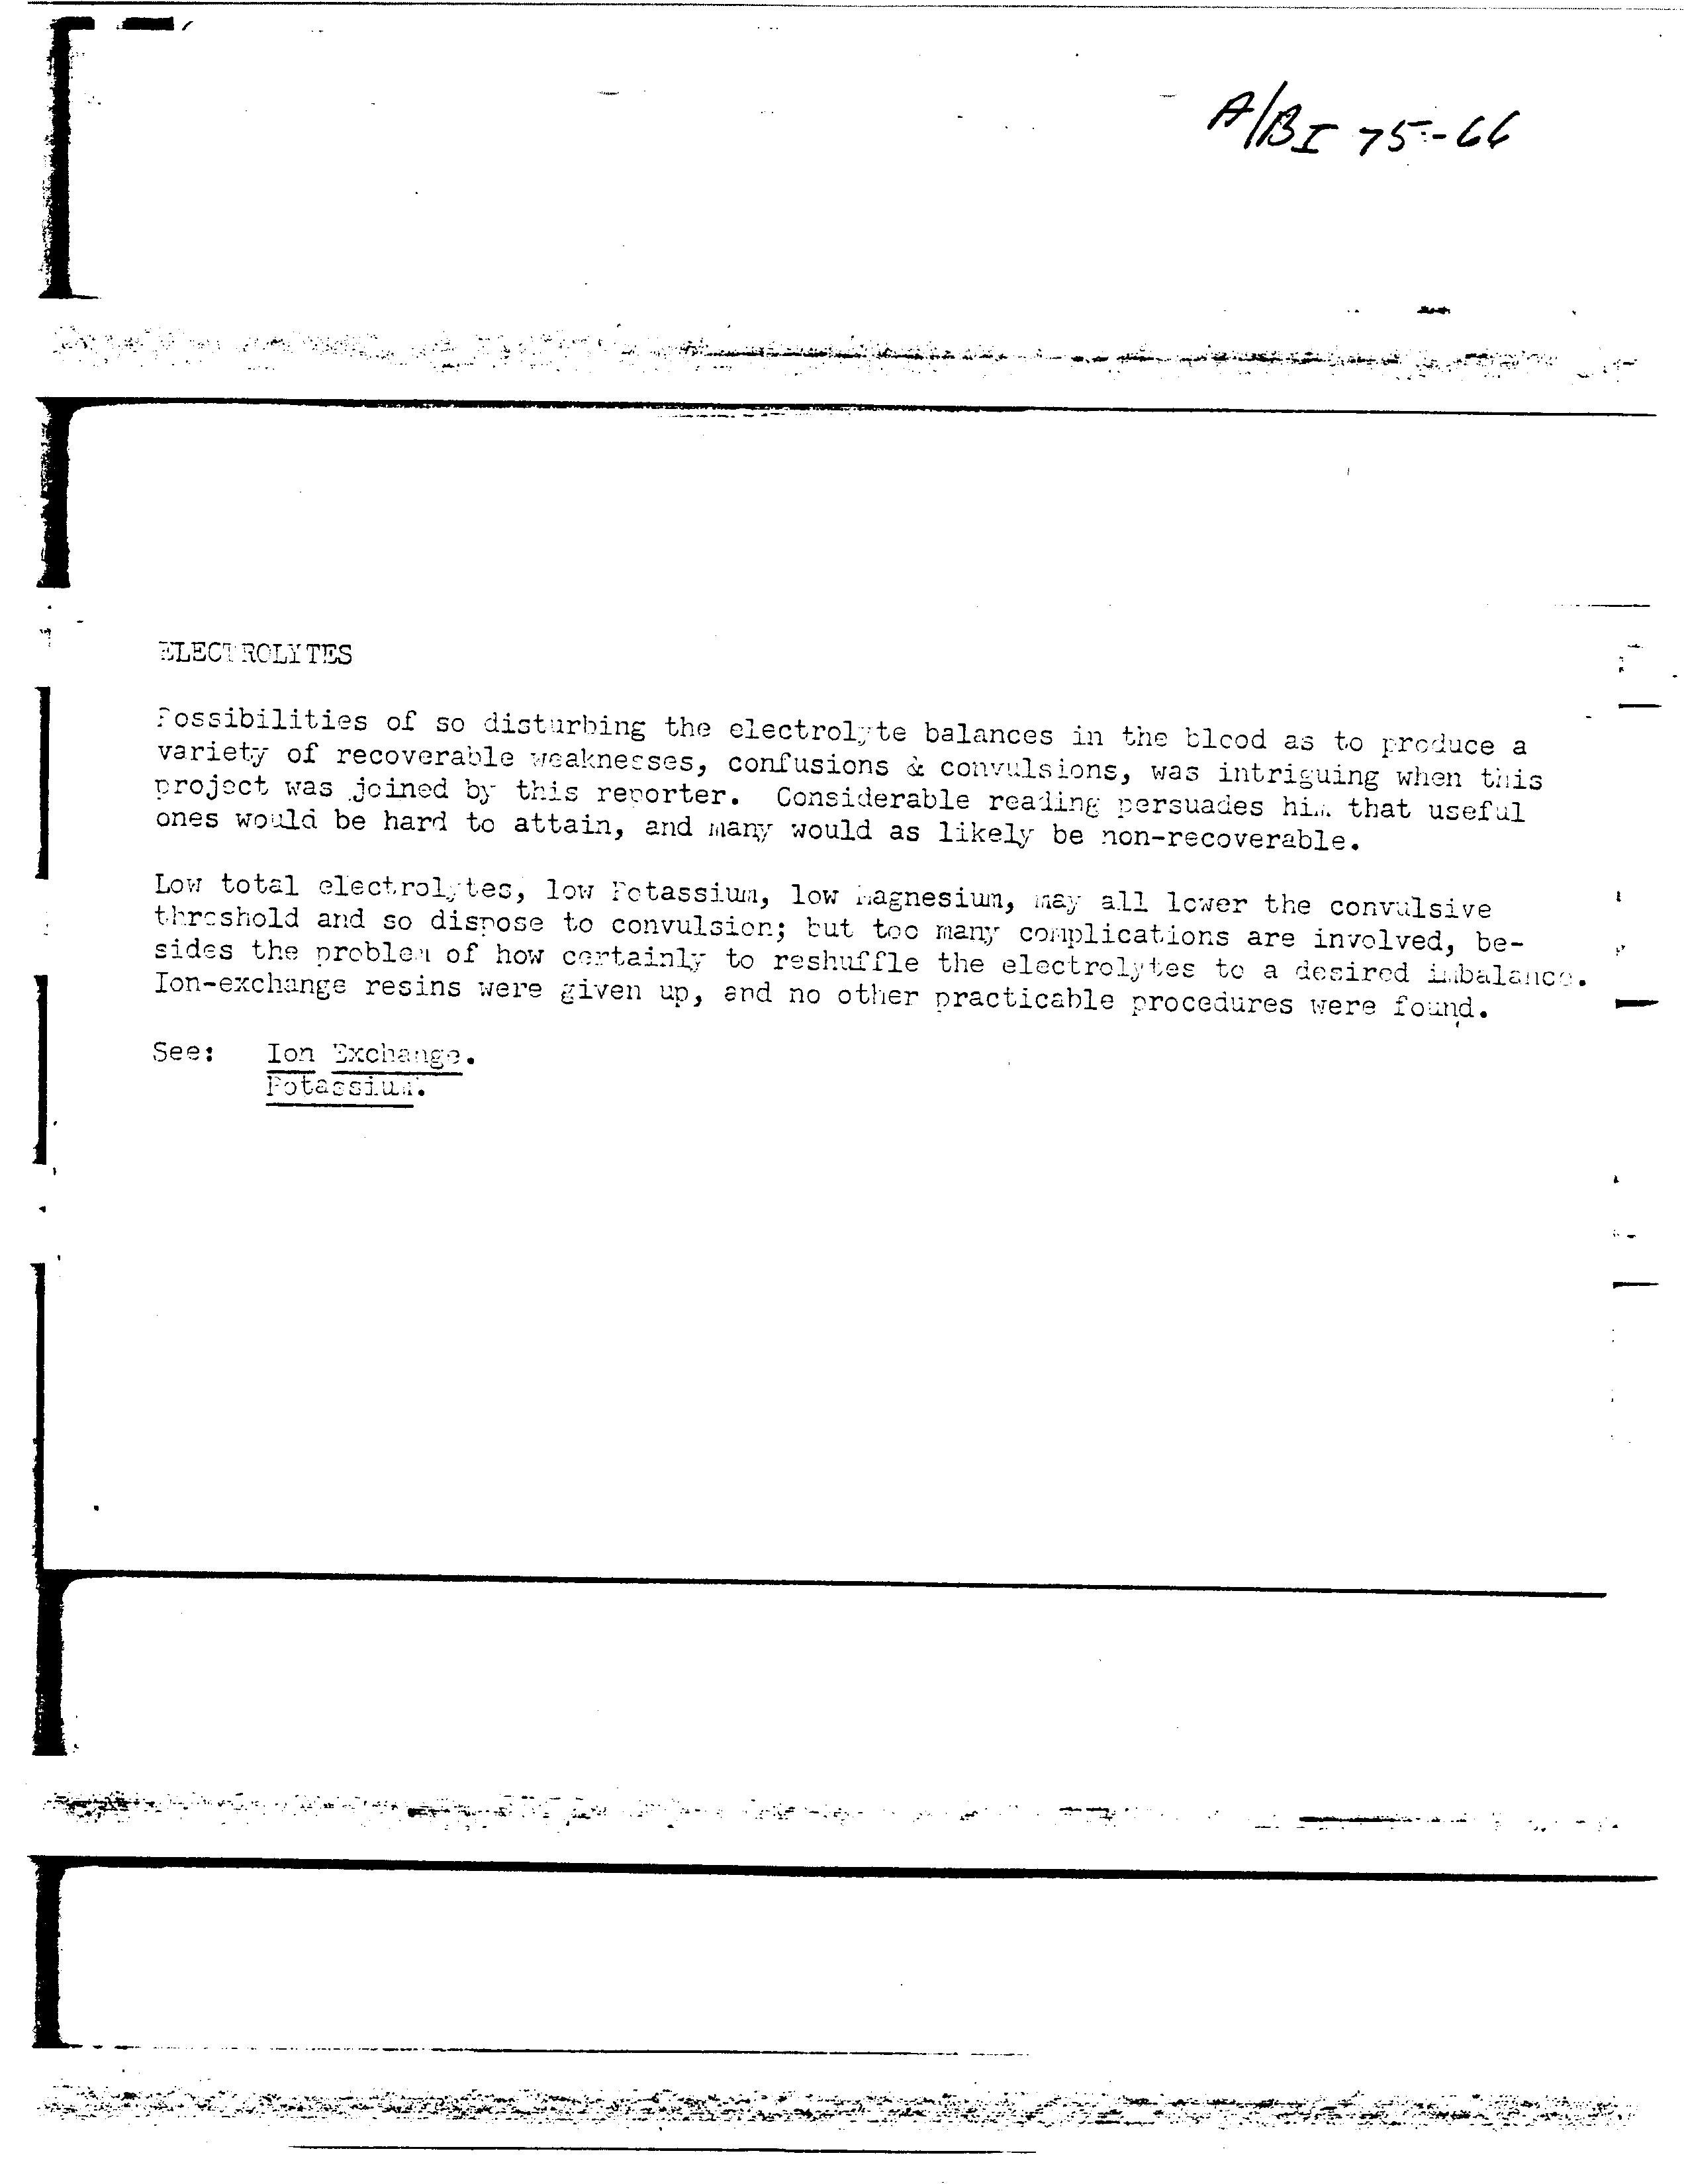 A/BI 75-66
ELECTROLYTES
Possibilities of so disturbing the electrolyte balances in the blood as to produce a
variety of recoverable weaknesses, confusions & convulsions, was intriguing when this
project was joined by this reporter. Considerable reading persuades him that useful
ones would be hard to attain, and many would as likely be non-recoverable.
Low total electrolytes, low Potassium, low Magnesium, may all lower the convulsive
threshold and so dispose to convulsion; but too many complications are involved, be-
sides the problem of how certainly to reshuffle the electrolytes to a desired imbalance.
Ion-exchange resins were given up, and no other practicable procedures were found.
See: Ion Exchange.
Potassium.